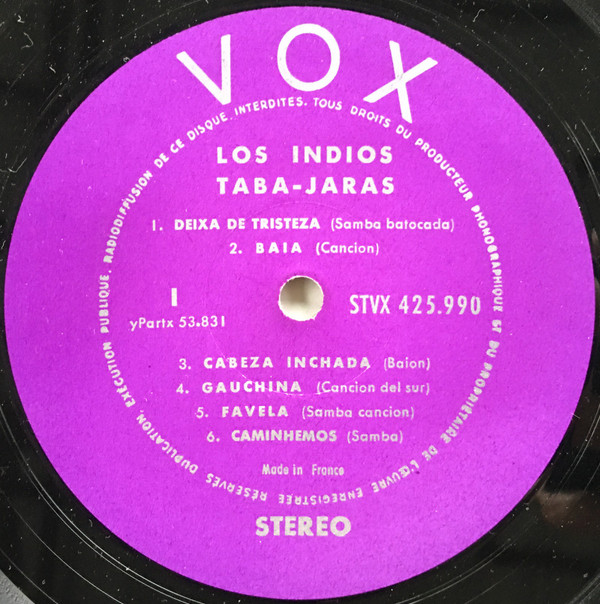 VOX
DUPLICATION, EXÉCUTION PUBLIQUE, RADIODIFFUSION DE CE DISQUE INTERDITES. TOUS DROITS DU PRODUCTEUR PHONOGRAPHIQUE ET DU PROPRIÉTAIRE DE L'ŒUVRE ENREGISTRÉE RÉSERVÉS
LOS INDIOS
TABA-JARAS
1. DEIXA DE TRISTEZA (Samba batocada)
2. BAIA (Cancion)
I
yPartx 53.831
STVX 425.990
3. CABEZA INCHADA (Baion)
4. GAUCHINA (Cancion del sur)
5. FAVELA (Samba cancion)
6. CAMINHEMOS (Samba)
Made in France
STEREO